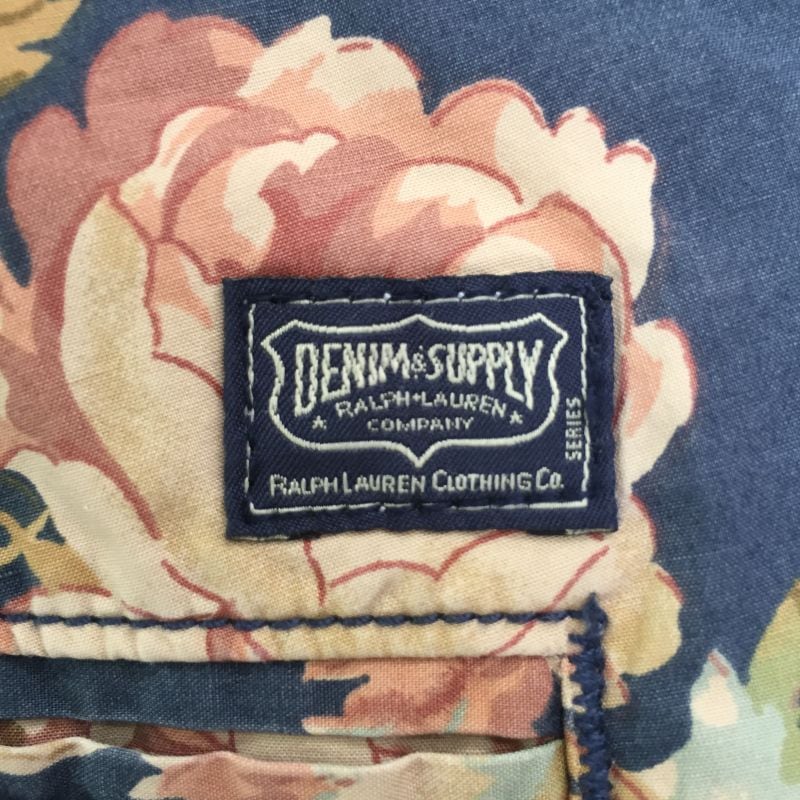 DENIM & SUPPLY
RALPH LAUREN
COMPANY
SERIES
RALPH LAUREN CLOTHING CO.